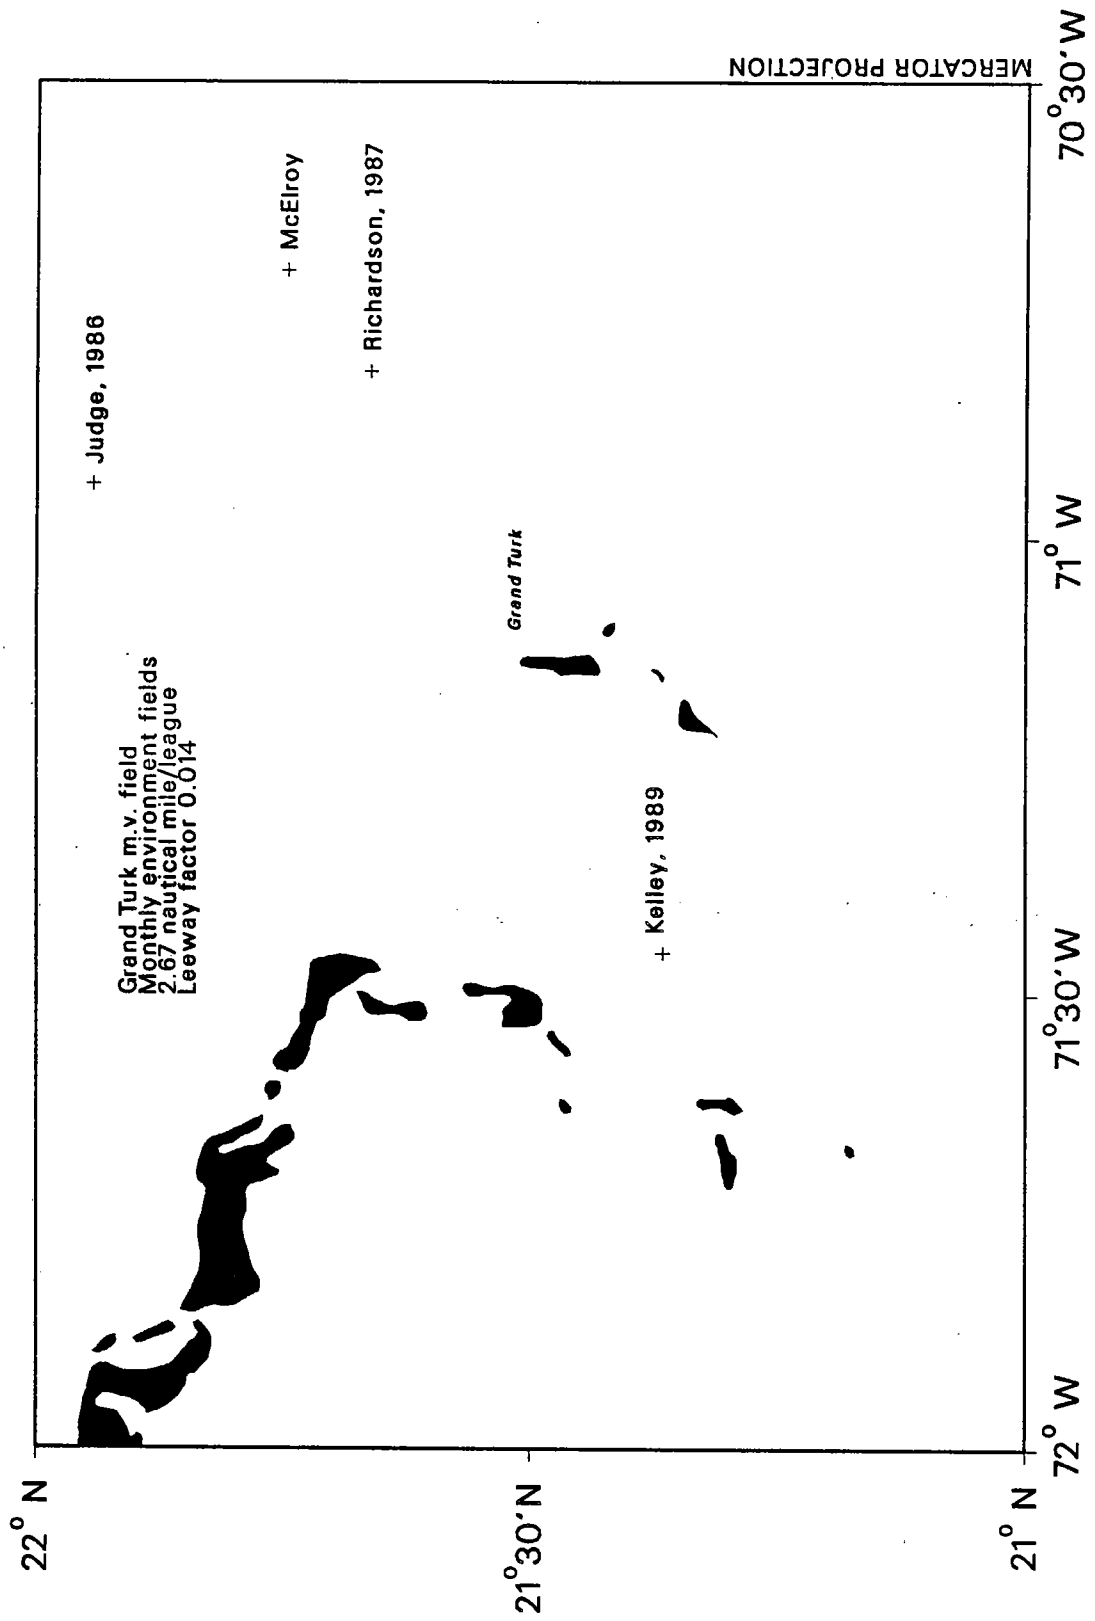 22° N
21°30' N
21° N
72° W
71°30' W
71° W
70°30' W
Grand Turk m.v. field
Monthly environment fields
2.67 nautical mile/league
Leeway factor 0.014
+ Judge, 1986
+ McElroy
+ Richardson, 1987
Grand Turk
+ Kelley, 1989
MERCATOR PROJECTION